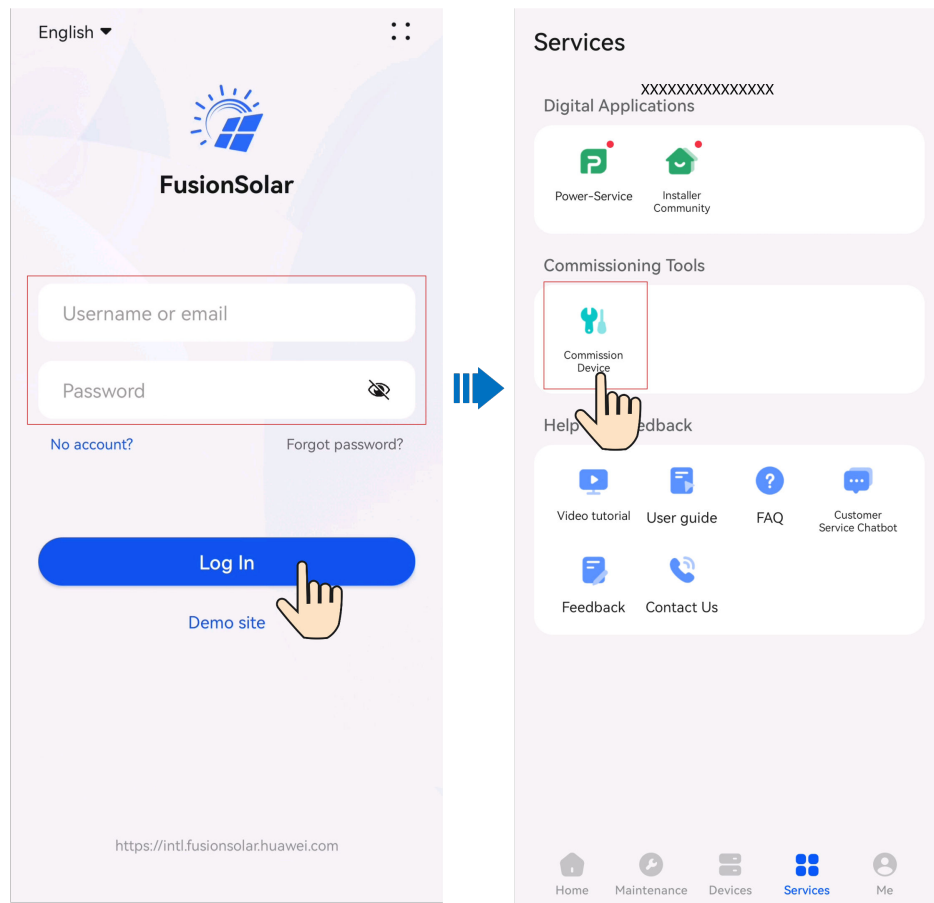 English
FusionSolar
Username or email
Password
No account?
Forgot password?
Log In
Demo site
https://intl.fusionsolar.huawei.com
Services
XXXXXXXXXXXXXXX
Digital Applications
Power-Service
Installer
Community
Commissioning Tools
Commission
Device
Help
edback
Video tutorial
User guide
FAQ
Customer
Service Chatbot
Feedback
Contact Us
Home
Maintenance
Devices
Services
Me